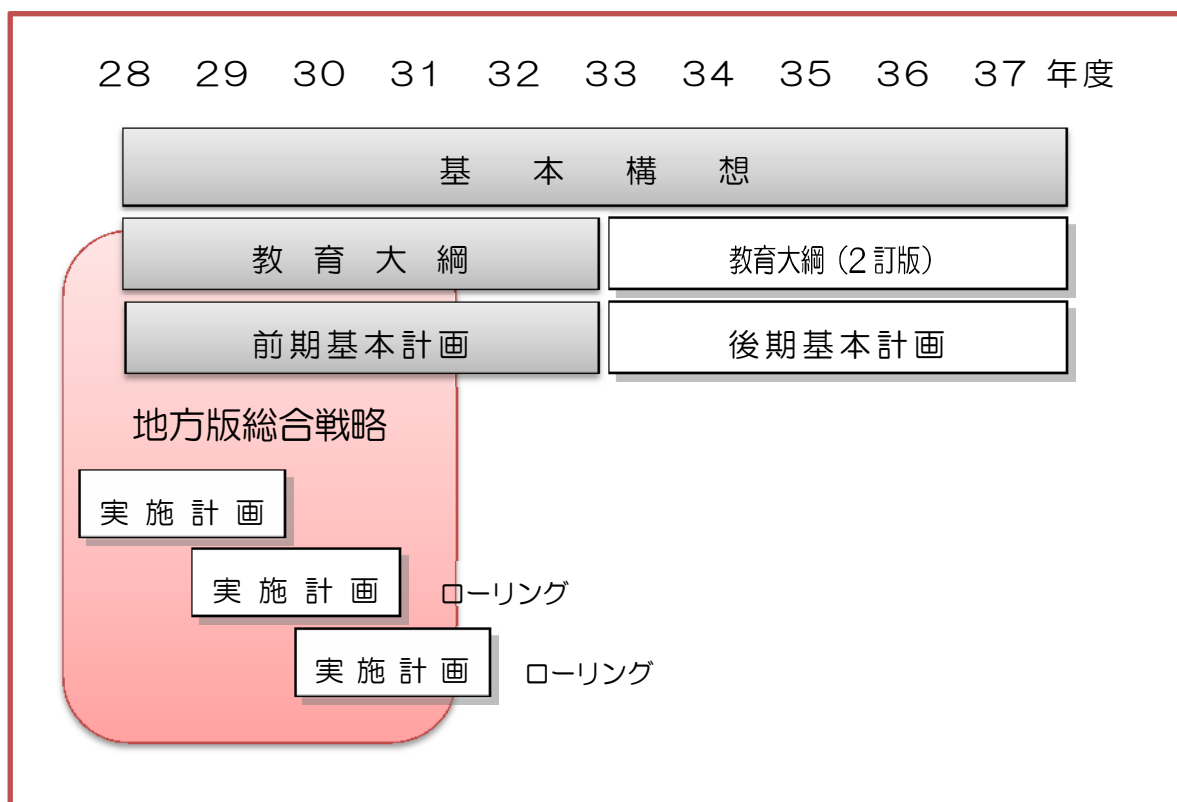 28 29 30 31 32 33 34 35 36 37 年度
基本構想
教育大綱
教育大綱（2訂版）
前期基本計画
後期基本計画
地方版総合戦略
実施計画
実施計画 ローリング
実施計画 ローリング